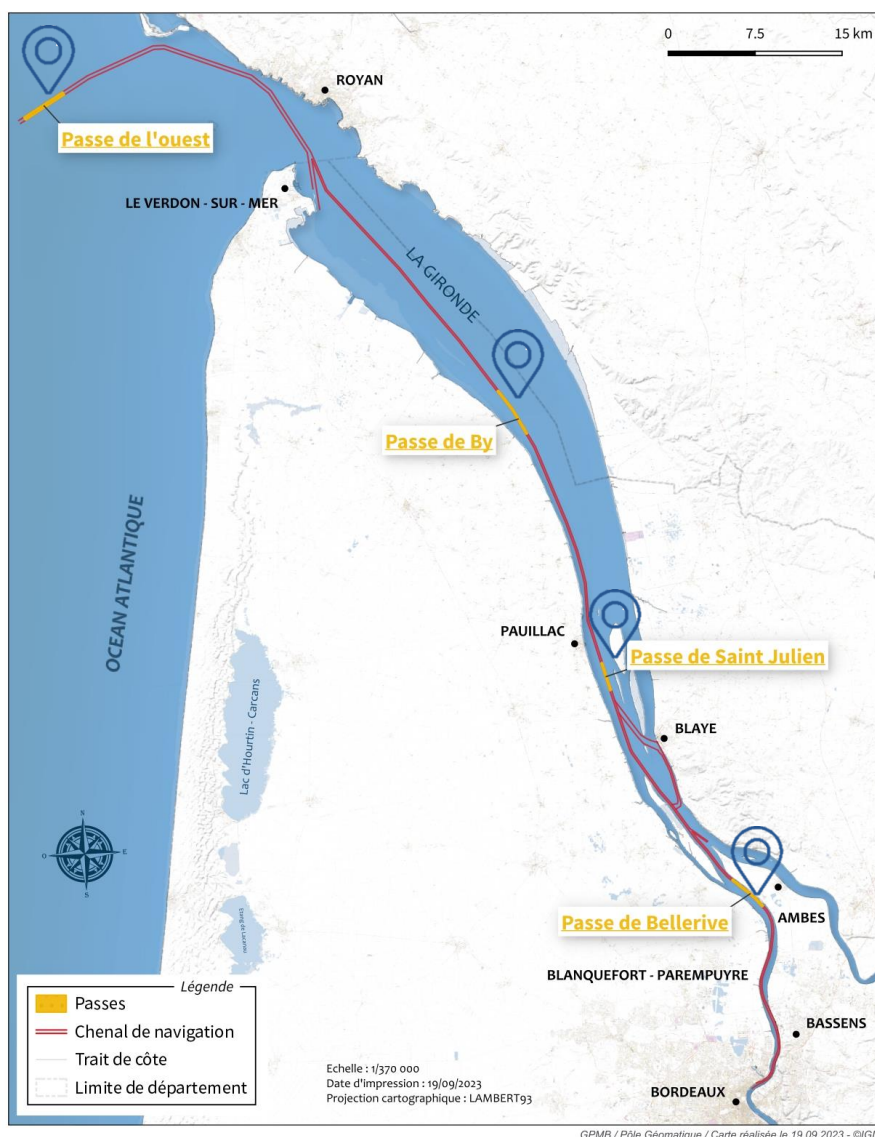 0 7.5 15 km
ROYAN
Passe de l'ouest
LE VERDON - SUR - MER
LA GIRONDE
Passe de By
OCEAN ATLANTIQUE
PAUILLAC
Passe de Saint Julien
Lac d'Hourtin - Carcans
BLAYE
N
O E
S
AMBES
Passe de Bellerive
BLANQUEFORT - PAREMPUYRE
Légende
Passes
Chenal de navigation
Trait de côte
Limite de département
BASSENS
Echelle : 1/370 000
Date d'impression : 19/09/2023
Projection cartographique : LAMBERT93
BORDEAUX
GPMB / Pôle Géomatique / Carte réalisée le 19.09.2023 - ©IGN